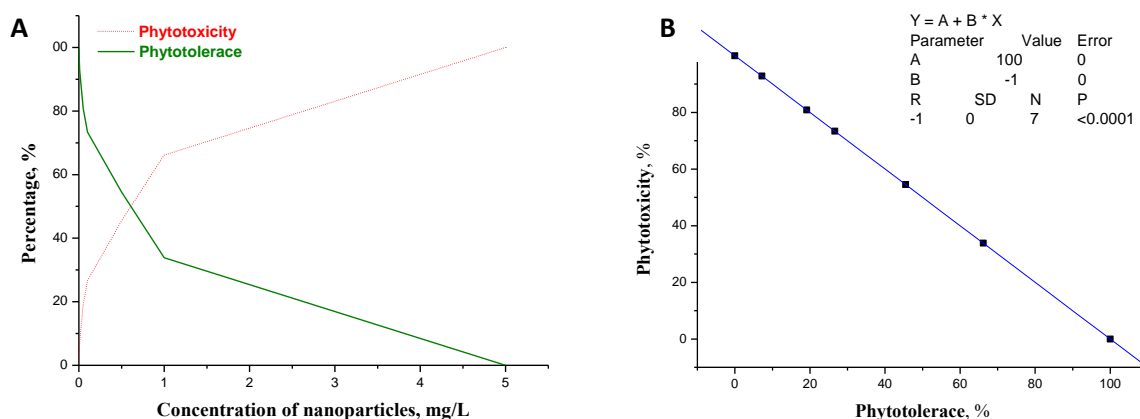 A
Phytotoxicity
Phytotolerace
00
80
60
40
20
0
Percentage, %
0 1 2 3 4 5
Concentration of nanoparticles, mg/L
B
Y = A + B * X
Parameter Value Error
A 100 0
B -1 0
R SD N P
-1 0 7 <0.0001
80
60
40
20
0
Phytotoxicity, %
0 20 40 60 80 100
Phytotolerace, %